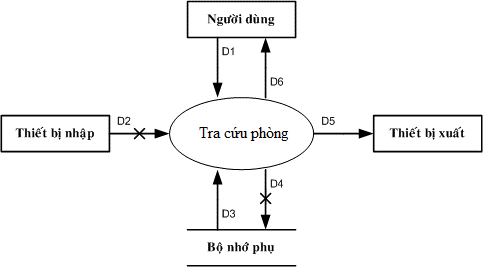 Người dùng
D1
D6
Thiết bị nhập
D2
Tra cứu phòng
D5
Thiết bị xuất
D4
D3
Bộ nhớ phụ